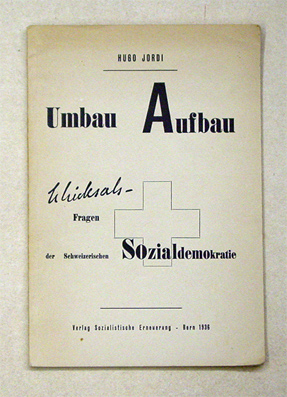 HUGO JORDI
Umbau Aufbau
Schicksals-
Fragen
der Schweizerischen Sozialdemokratie
Verlag Sozialistische Erneuerung - Bern 1936